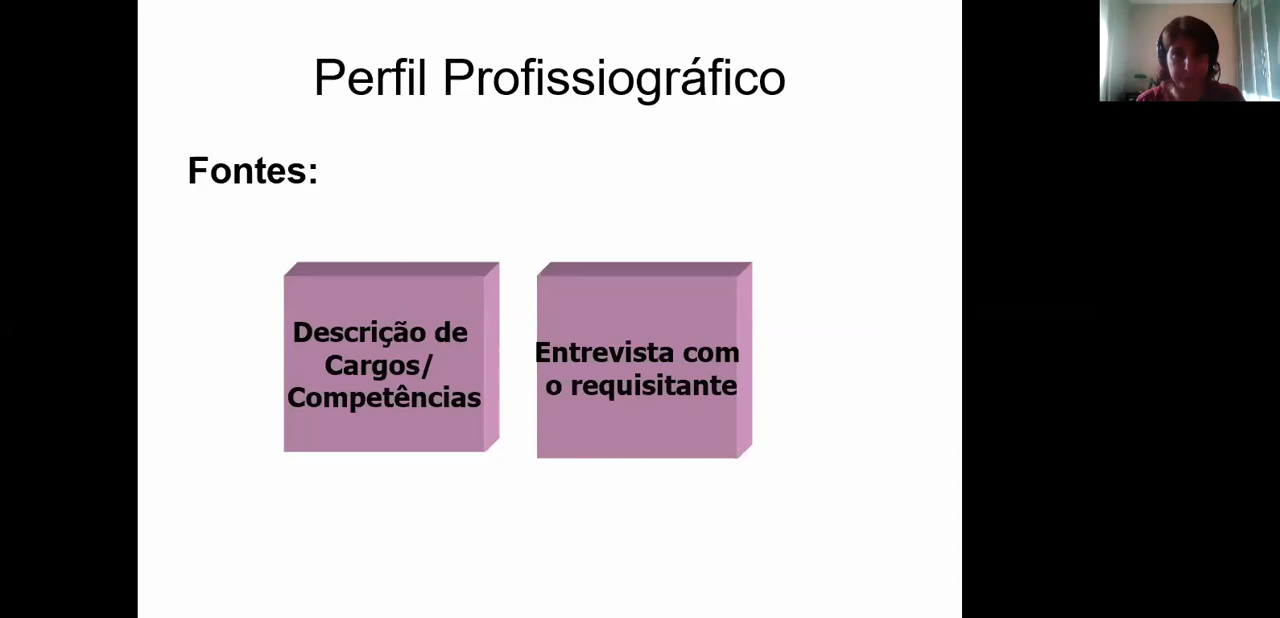 Perfil Profissiográfico
Fontes:
Descrição de
Cargos/
Competências
Entrevista com
o requisitante